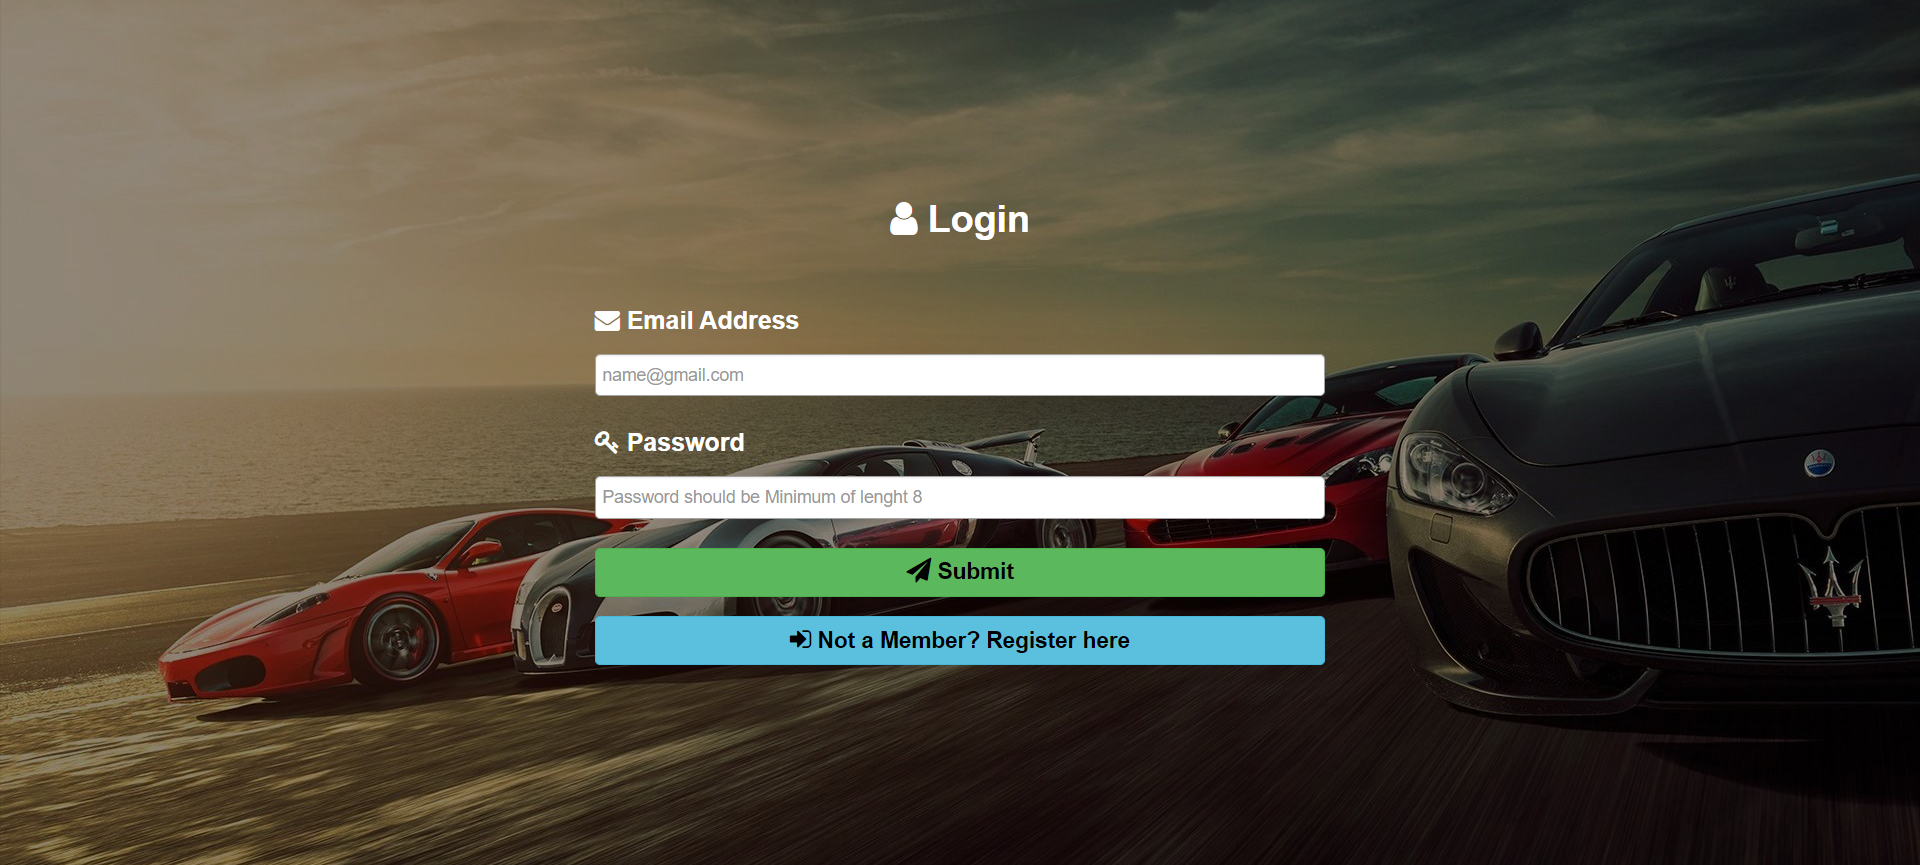 Login
Email Address
name@gmail.com
Password
Password should be Minimum of lenght 8
Submit
Not a Member? Register here